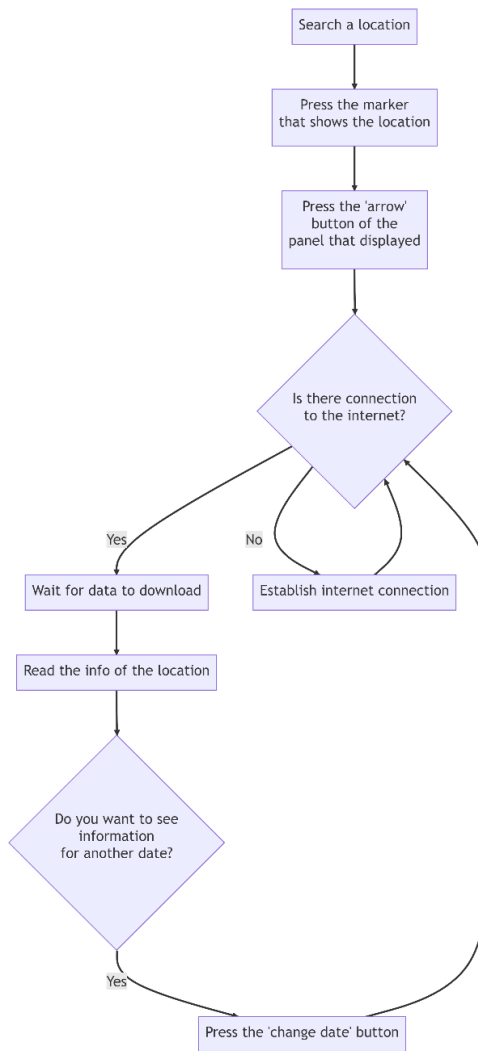 Search a location
Press the marker
that shows the location
Press the 'arrow'
button of the
panel that displayed
Is there connection
to the internet?
Yes
No
Wait for data to download
Establish internet connection
Read the info of the location
Do you want to see
information
for another date?
Yes
Press the 'change date' button